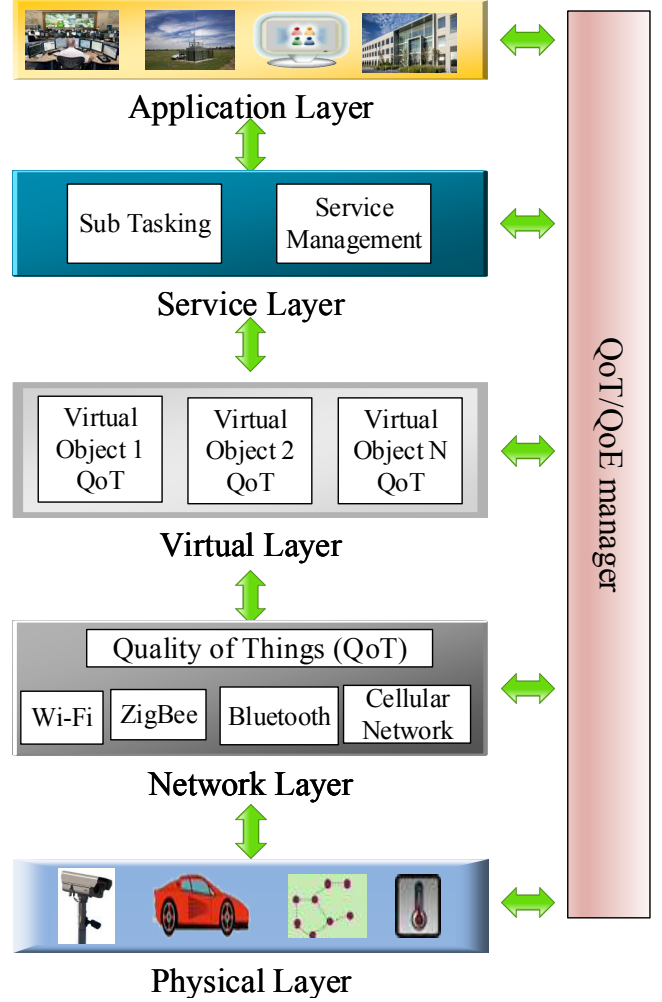 Application Layer
Sub Tasking
Service
Management
Service Layer
Virtual
Object 1
QoT
Virtual
Object 2
QoT
Virtual
Object N
QoT
Virtual Layer
Quality of Things (QoT)
Wi-Fi
ZigBee
Bluetooth
Cellular
Network
Network Layer
Physical Layer
QoT/QoE manager